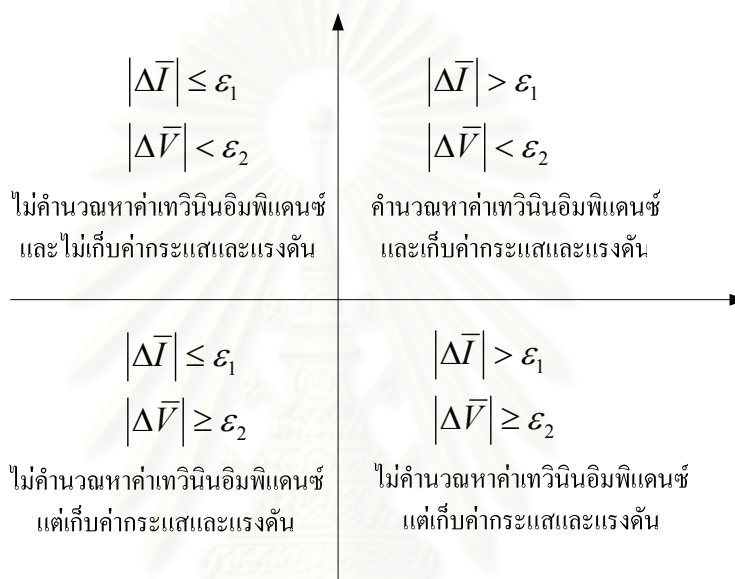 |ΔI̅| ≤ ε₁
|ΔV̅| < ε₂
ไม่คำนวณหาค่าเทวินินอิมพิแดนซ์
และไม่เก็บค่ากระแสและแรงดัน
|ΔI̅| > ε₁
|ΔV̅| < ε₂
คำนวณหาค่าเทวินินอิมพิแดนซ์
และเก็บค่ากระแสและแรงดัน
|ΔI̅| ≤ ε₁
|ΔV̅| ≥ ε₂
ไม่คำนวณหาค่าเทวินินอิมพิแดนซ์
แต่เก็บค่ากระแสและแรงดัน
|ΔI̅| > ε₁
|ΔV̅| ≥ ε₂
ไม่คำนวณหาค่าเทวินินอิมพิแดนซ์
แต่เก็บค่ากระแสและแรงดัน